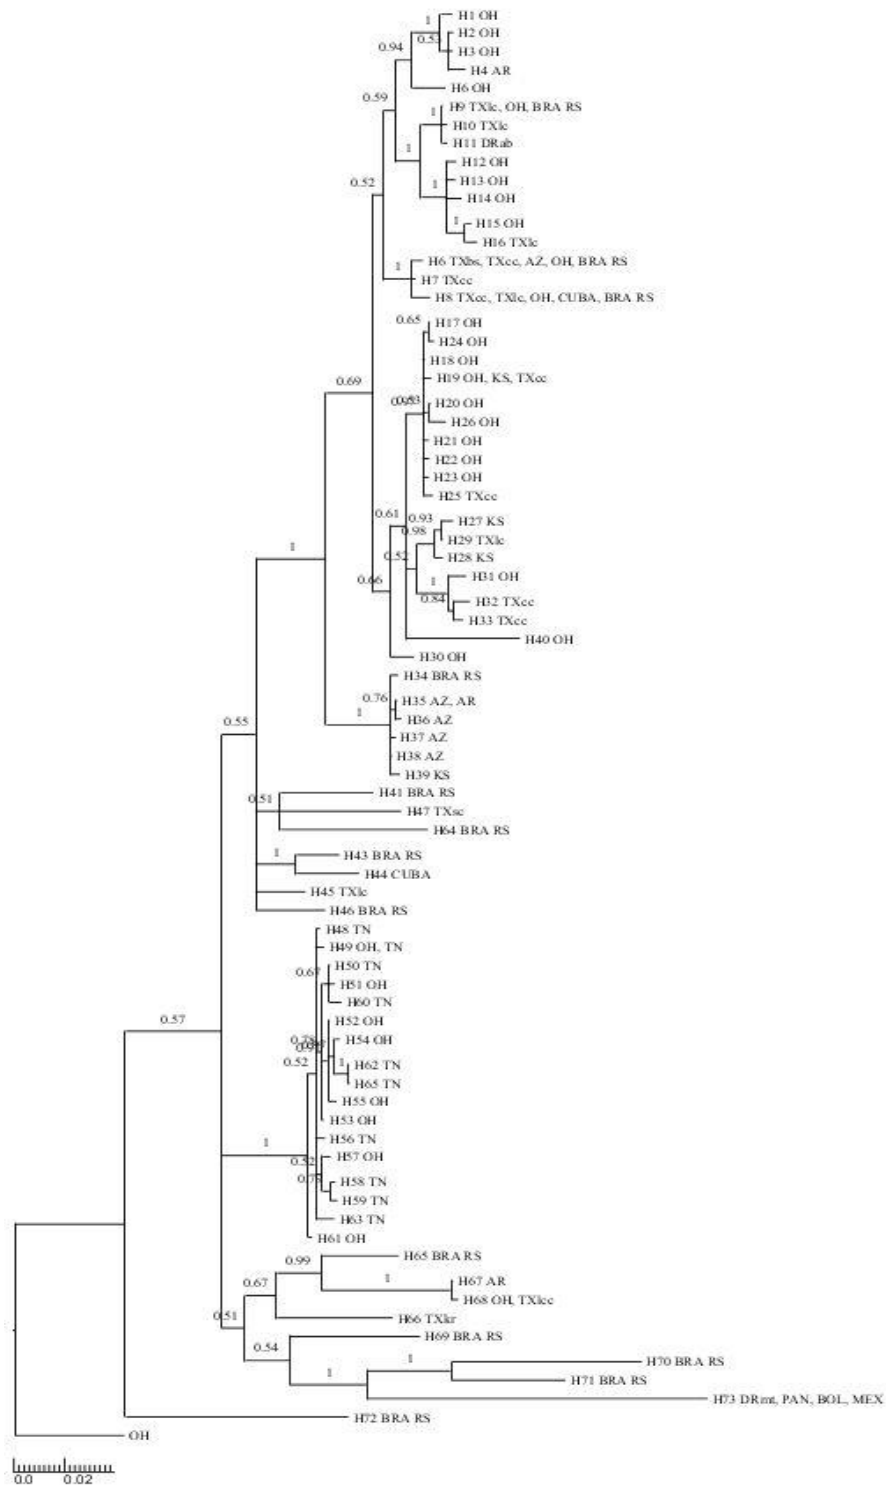 1
H1 OH
H2 OH
0.53
H3 OH
0.94
H4 AR
H6 OH
0.59
H9 TXlc, OH, BRA RS
1
H10 TXlc
H11 DRab
1
H12 OH
H13 OH
0.52
1
H14 OH
1
H15 OH
H16 TXlc
H6 TXbs, TXcc, AZ, OH, BRA RS
1
H7 TXcc
H8 TXcc, TXlc, OH, CUBA, BRA RS
0.65
H17 OH
H24 OH
H18 OH
H19 OH, KS, TXcc
0.69
H20 OH
H26 OH
H21 OH
H22 OH
H23 OH
H25 TXcc
0.61
0.93
H27 KS
0.98
H29 TXlc
1
0.52
H28 KS
0.66
1
H31 OH
0.84
H32 TXcc
H33 TXcc
H40 OH
H30 OH
H34 BRA RS
0.76
H35 AZ, AR
1
H36 AZ
0.55
H37 AZ
H38 AZ
H39 KS
H41 BRA RS
0.51
H47 TXsc
H64 BRA RS
1
H43 BRA RS
H44 CUBA
H45 TXlc
H46 BRA RS
H48 TN
H49 OH, TN
H50 TN
0.67
H51 OH
H60 TN
0.57
H52 OH
H54 OH
0.52
1
H62 TN
H65 TN
H55 OH
H53 OH
H56 TN
1
H57 OH
0.52
H58 TN
H59 TN
H63 TN
H61 OH
H65 BRA RS
0.99
1
H67 AR
0.67
H68 OH, TXlcc
0.51
H66 TXkr
H69 BRA RS
0.54
1
H70 BRA RS
1
H71 BRA RS
H73 DRmt, PAN, BOL, MEX
H72 BRA RS
OH
0.0 0.02